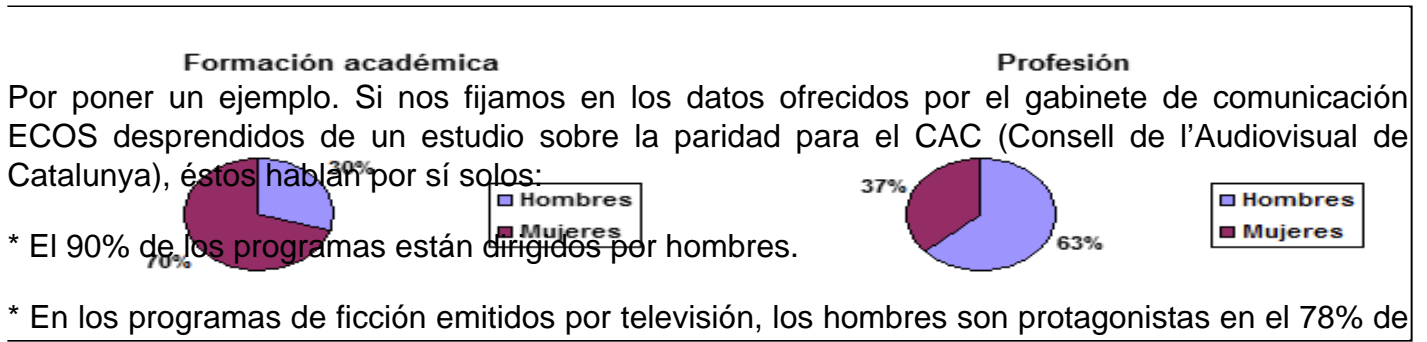 Formación académica
Profesión
Por poner un ejemplo. Si nos fijamos en los datos ofrecidos por el gabinete de comunicación
ECOS desprendidos de un estudio sobre la paridad para el CAC (Consell de l’Audiovisual de
Catalunya), éstos hablan por sí solos:
30%
Hombres
Mujeres
70%
37%
63%
Hombres
Mujeres
* El 90% de los programas están dirigidos por hombres.
* En los programas de ficción emitidos por televisión, los hombres son protagonistas en el 78% de